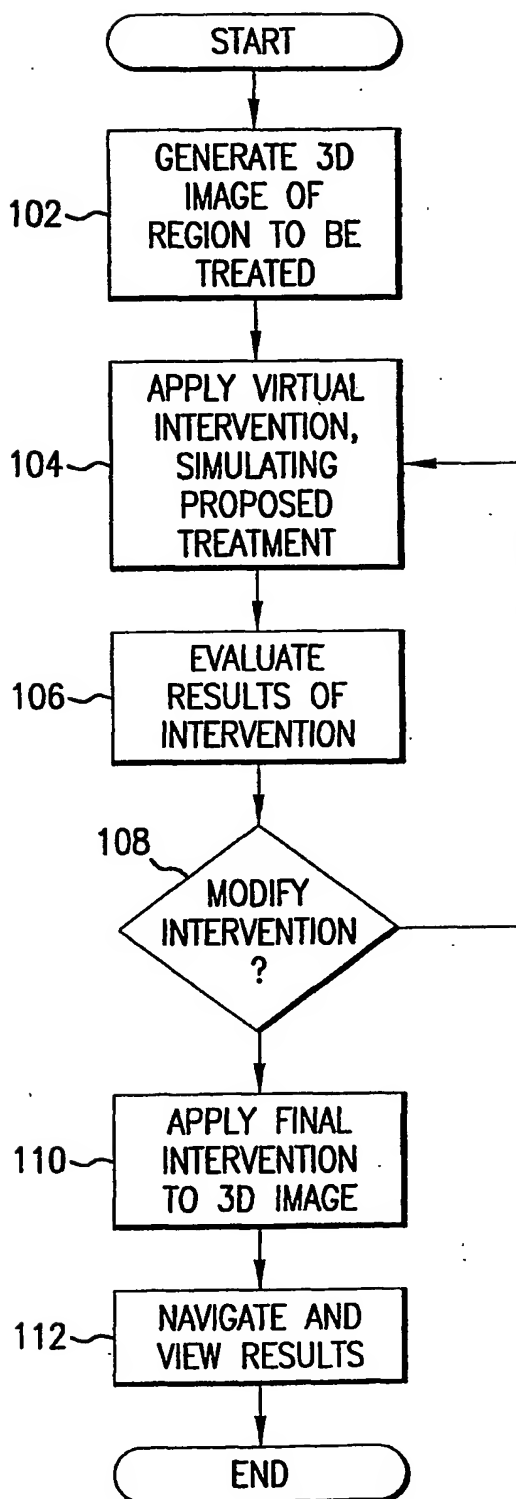 START
GENERATE 3D
IMAGE OF
REGION TO BE
TREATED
102
APPLY VIRTUAL
INTERVENTION,
SIMULATING
PROPOSED
TREATMENT
104
EVALUATE
RESULTS OF
INTERVENTION
106
108
MODIFY
INTERVENTION
?
APPLY FINAL
INTERVENTION
TO 3D IMAGE
110
NAVIGATE AND
VIEW RESULTS
112
END